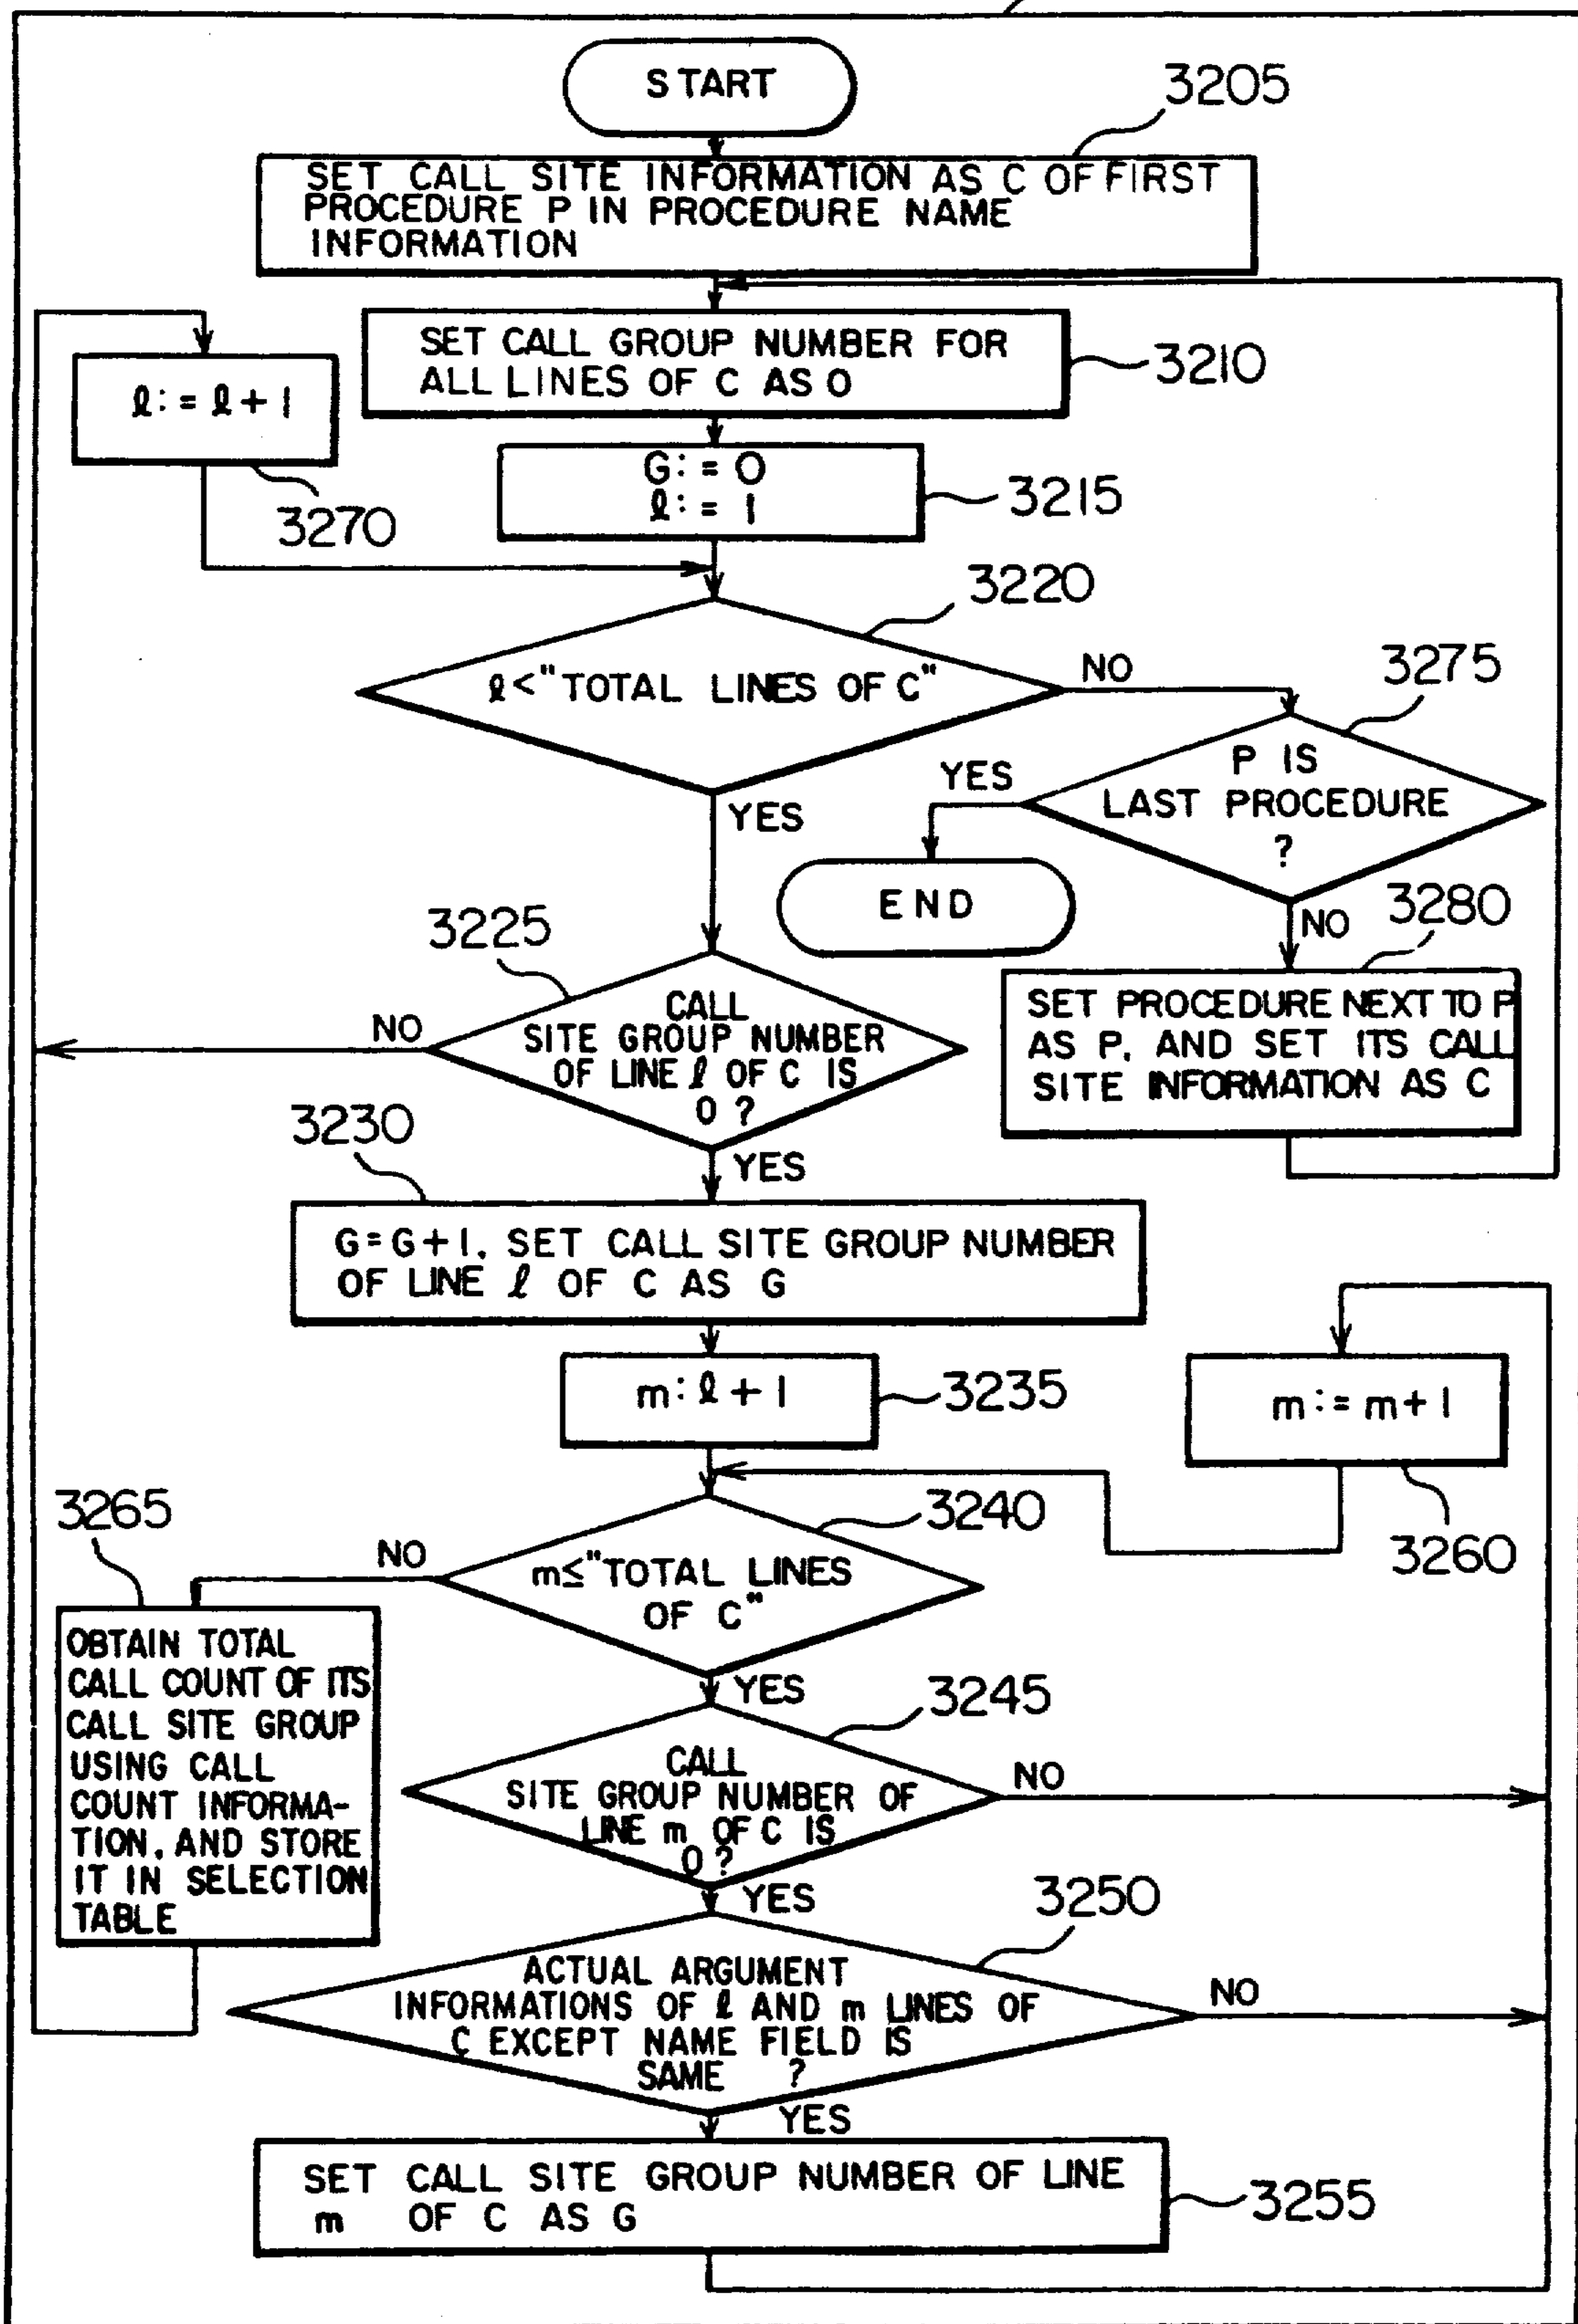 START
3205
SET CALL SITE INFORMATION AS C OF FIRST
PROCEDURE P IN PROCEDURE NAME
INFORMATION
SET CALL GROUP NUMBER FOR
ALL LINES OF C AS 0
3210
ℓ:=ℓ+1
3270
G:=0
ℓ:=1
3215
3220
ℓ<"TOTAL LINES OF C"
NO
YES
3275
P IS
LAST PROCEDURE
?
YES
END
NO
3280
SET PROCEDURE NEXT TO P
AS P, AND SET ITS CALL
SITE INFORMATION AS C
3225
CALL
SITE GROUP NUMBER
OF LINE ℓ OF C IS
0 ?
NO
YES
3230
G=G+1, SET CALL SITE GROUP NUMBER
OF LINE ℓ OF C AS G
m:ℓ+1
3235
m:=m+1
3260
3240
m≤"TOTAL LINES
OF C"
NO
YES
3265
OBTAIN TOTAL
CALL COUNT OF ITS
CALL SITE GROUP
USING CALL
COUNT INFORMA-
TION, AND STORE
IT IN SELECTION
TABLE
3245
CALL
SITE GROUP NUMBER OF
LINE m OF C IS
0 ?
NO
YES
3250
ACTUAL ARGUMENT
INFORMATIONS OF ℓ AND m LINES OF
C EXCEPT NAME FIELD IS
SAME ?
NO
YES
SET CALL SITE GROUP NUMBER OF LINE
m OF C AS G
3255